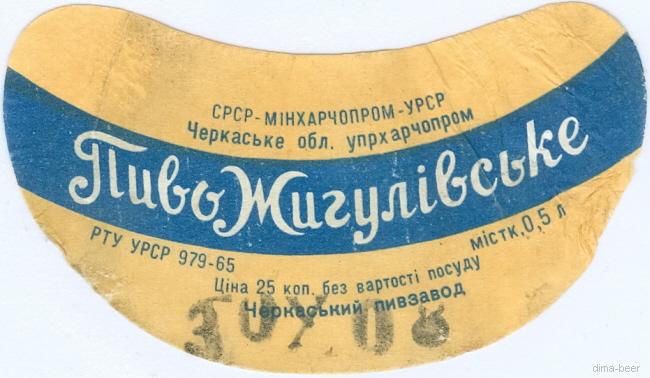 СРСР-МІНХАРЧОПРОМ-УРСР
Черкаське обл. упрхарчопром
Пиво Жигулівське
РТУ УРСР 979-65
містк, 0,5 л
Ціна 25 коп. без вартості посуду
Черкаський пивзавод
dima-beer